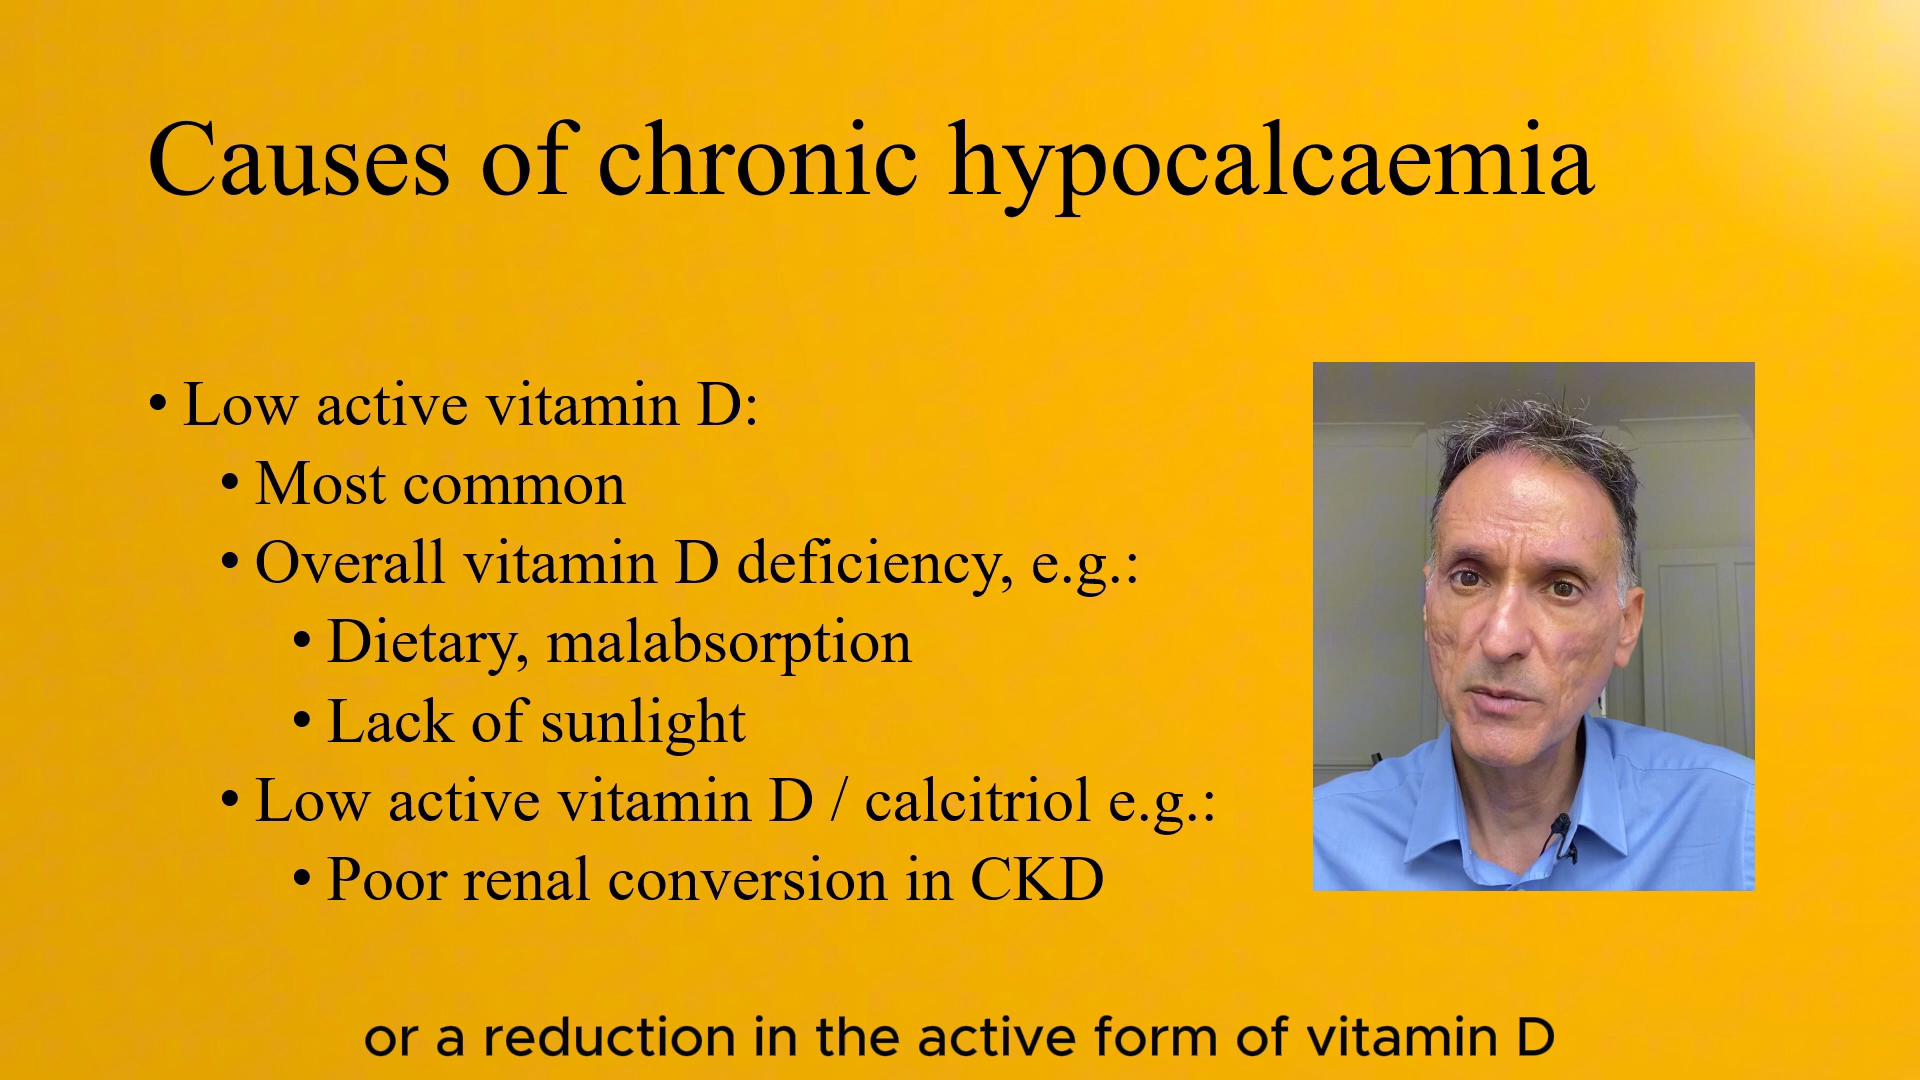 Causes of chronic hypocalcaemia
• Low active vitamin D:
• Most common
• Overall vitamin D deficiency, e.g.:
• Dietary, malabsorption
• Lack of sunlight
• Low active vitamin D / calcitriol e.g.:
• Poor renal conversion in CKD
or a reduction in the active form of vitamin D